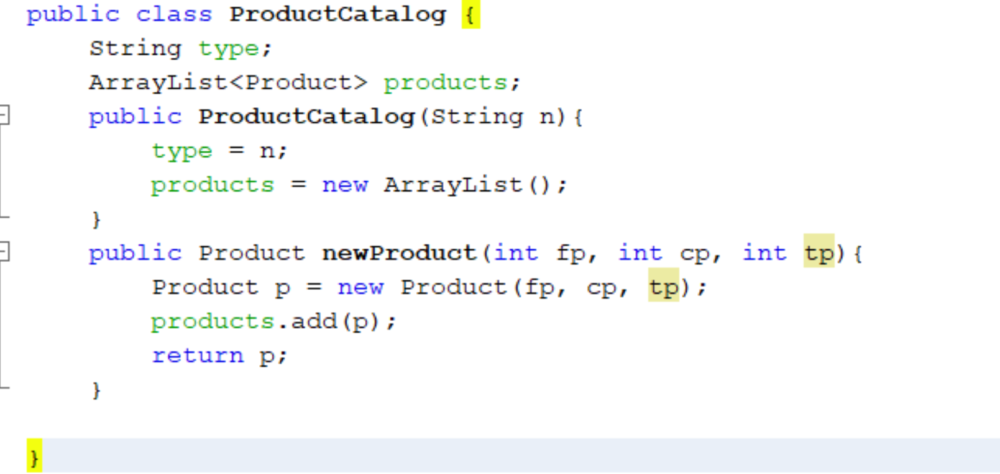 public class ProductCatalog {
String type;
ArrayList<Product> products;
public ProductCatalog(String n){
type = n;
products = new ArrayList();
}
public Product newProduct(int fp, int cp, int tp){
Product p = new Product(fp, cp, tp);
products.add(p);
return p;
}
}